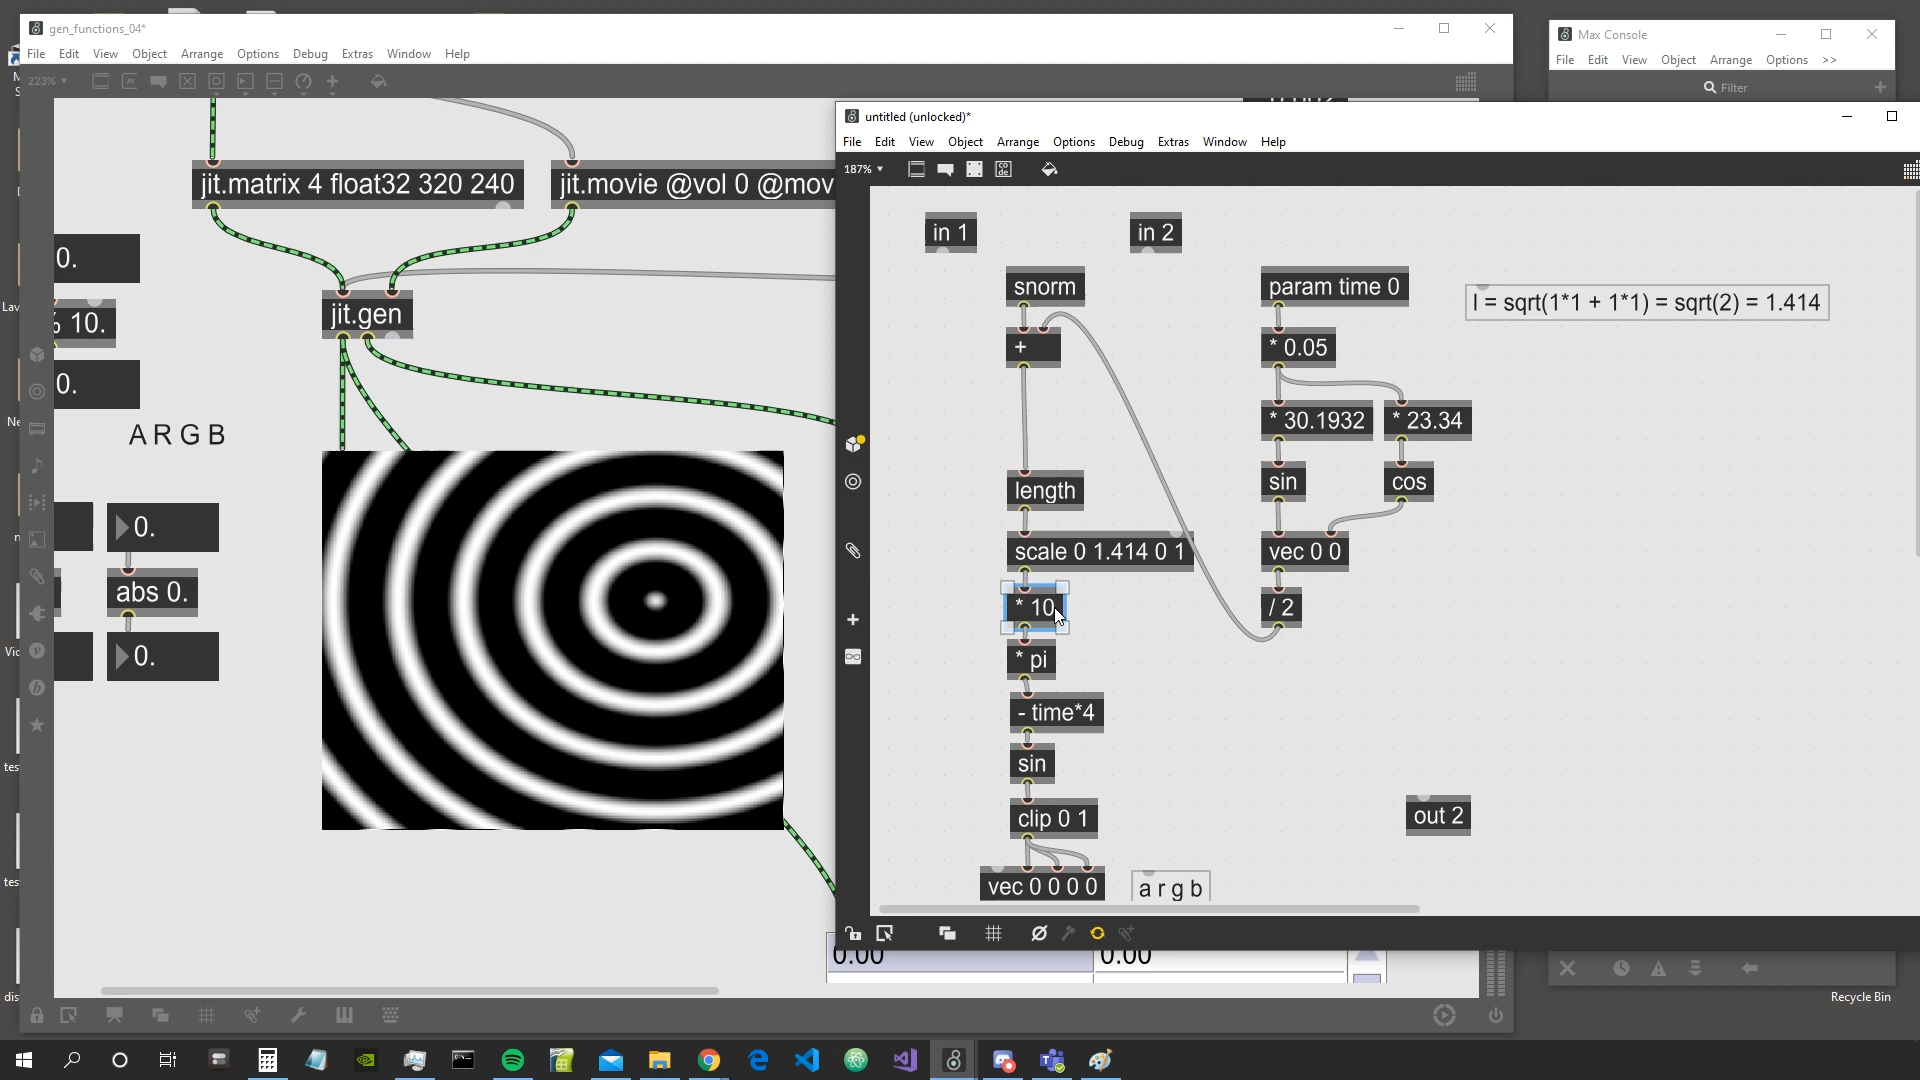 gen_functions_04*
File Edit View Object Arrange Options Debug Extras Window Help
223%
jit.matrix 4 float32 320 240
jit.movie @vol 0 @mov
0.
% 10.
0.
jit.gen
A R G B
0.
abs 0.
0.
0.00 0.00
Max Console
File Edit View Object Arrange Options >>
Filter
untitled (unlocked)*
File Edit View Object Arrange Options Debug Extras Window Help
187%
in 1
in 2
snorm
param time 0
l = sqrt(1*1 + 1*1) = sqrt(2) = 1.414
+
* 0.05
* 30.1932
* 23.34
length
sin
cos
scale 0 1.414 0 1
vec 0 0
* 10
/ 2
* pi
- time*4
sin
clip 0 1
out 2
vec 0 0 0 0
a r g b
Recycle Bin